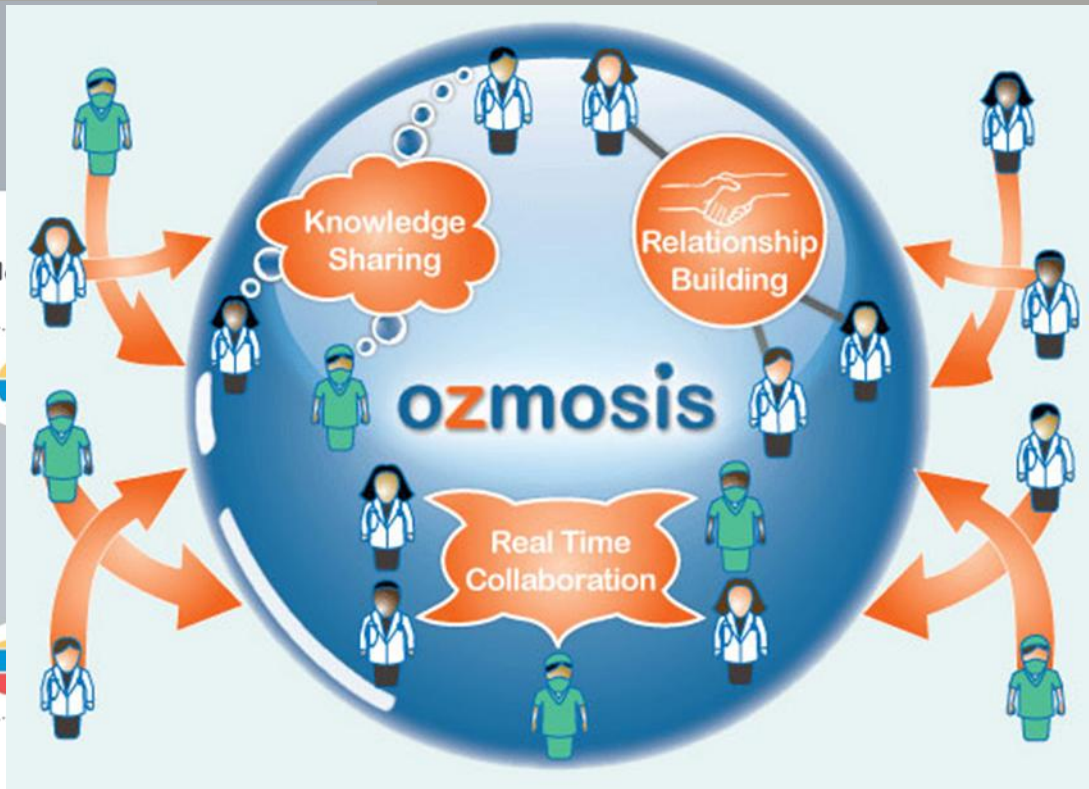 Knowledge
Sharing
Relationship
Building
ozmosis
Real Time
Collaboration